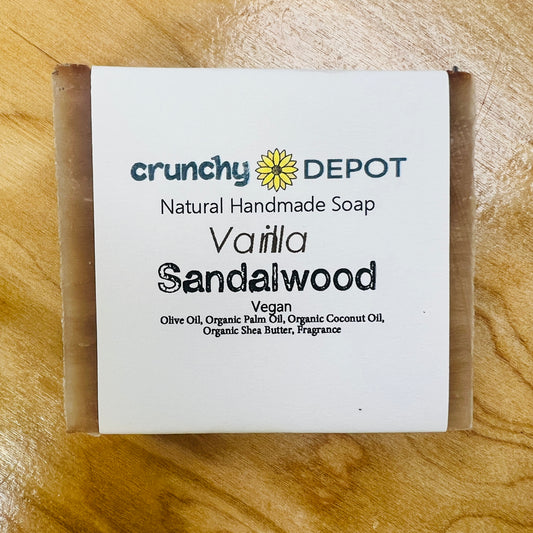 crunchy DEPOT
Natural Handmade Soap
Vanilla
Sandalwood
Vegan
Olive Oil, Organic Palm Oil, Organic Coconut Oil,
Organic Shea Butter, Fragrance